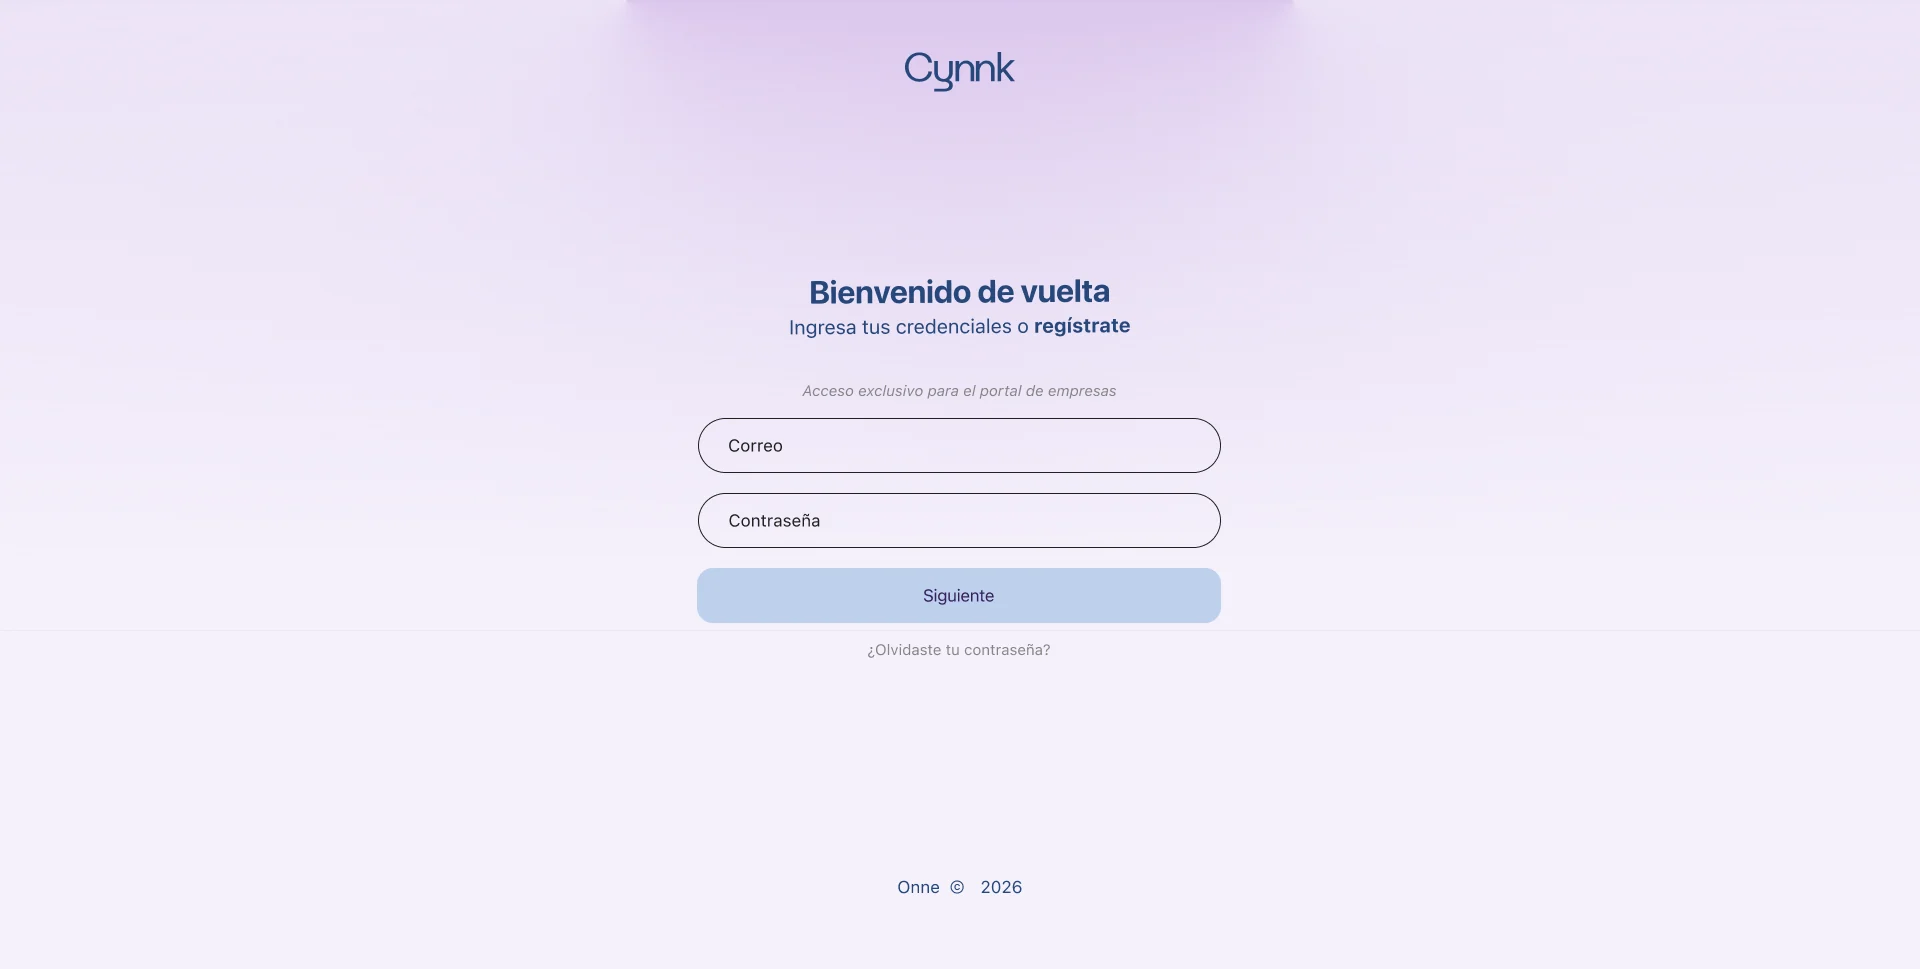 Cynnk
Bienvenido de vuelta
Ingresa tus credenciales o regístrate
Acceso exclusivo para el portal de empresas
Correo
Contraseña
Siguiente
¿Olvidaste tu contraseña?
Onne © 2026